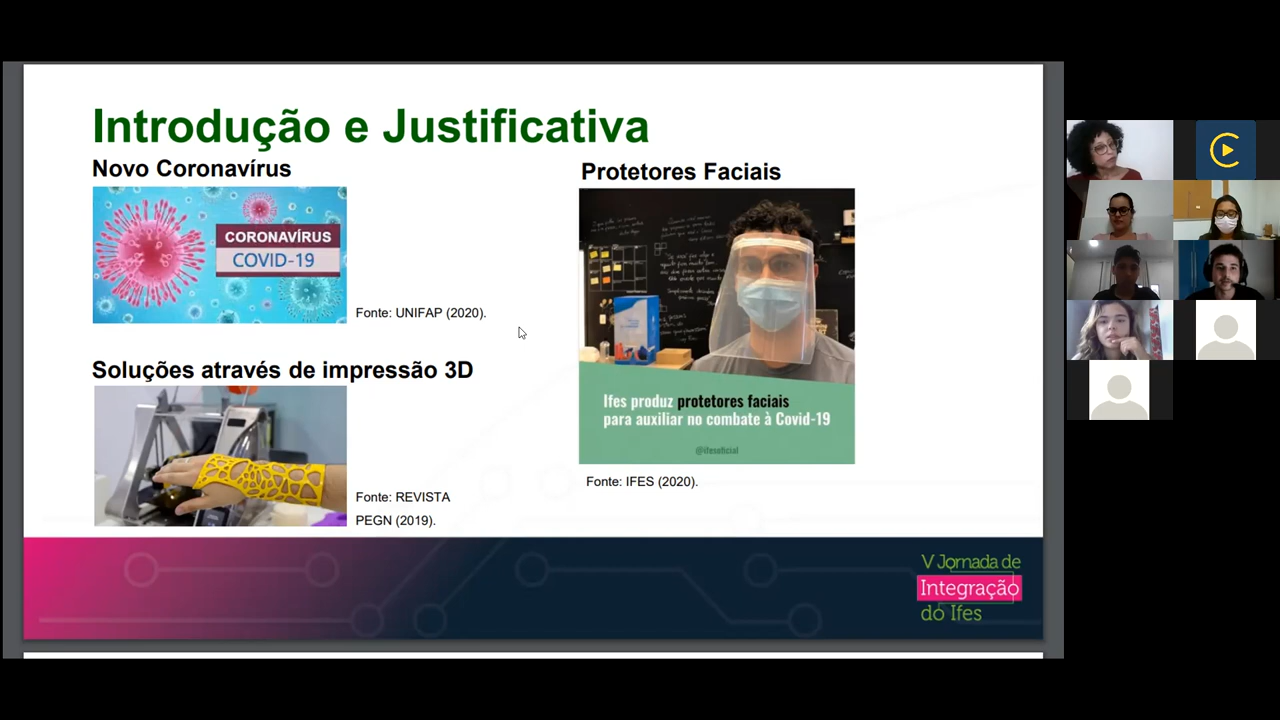 Introdução e Justificativa
Novo Coronavírus
CORONAVÍRUS
COVID-19
Fonte: UNIFAP (2020).
Soluções através de impressão 3D
Fonte: REVISTA
PEGN (2019).
Protetores Faciais
Ifes produz protetores faciais
para auxiliar no combate à Covid-19
@ifesoficial
Fonte: IFES (2020).
V Jornada de
Integração
do Ifes